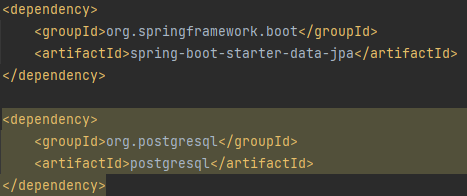 <dependency>
    <groupId>org.springframework.boot</groupId>
    <artifactId>spring-boot-starter-data-jpa</artifactId>
</dependency>

<dependency>
    <groupId>org.postgresql</groupId>
    <artifactId>postgresql</artifactId>
</dependency>